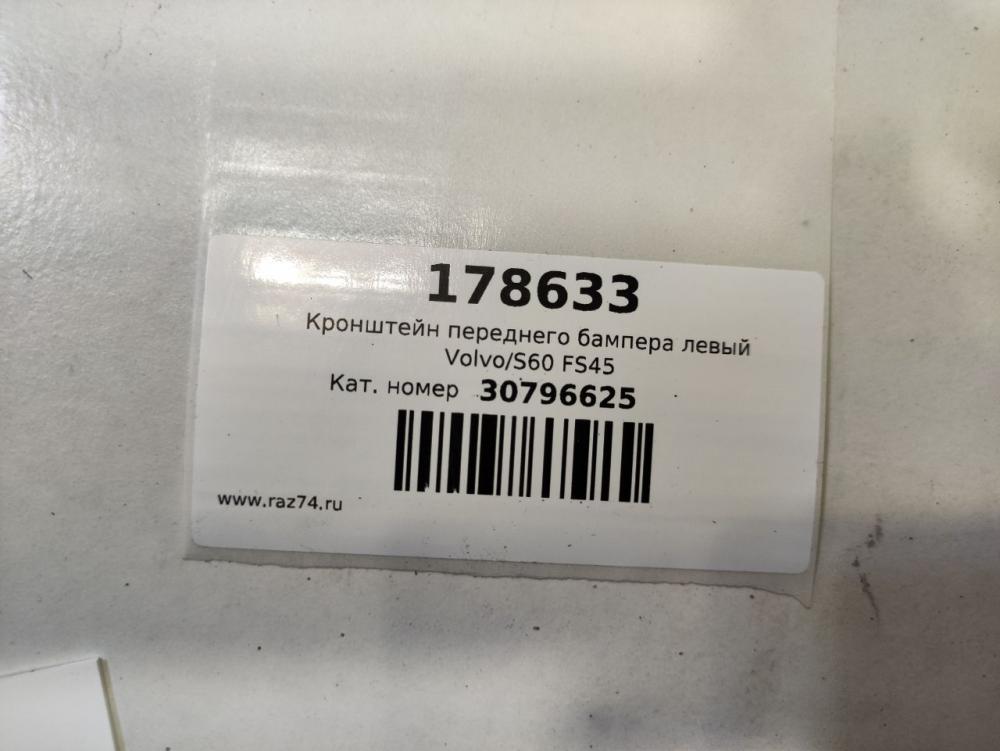 178633
Кронштейн переднего бампера левый
Volvo/S60 FS45
Кат. номер 30796625
www.raz74.ru